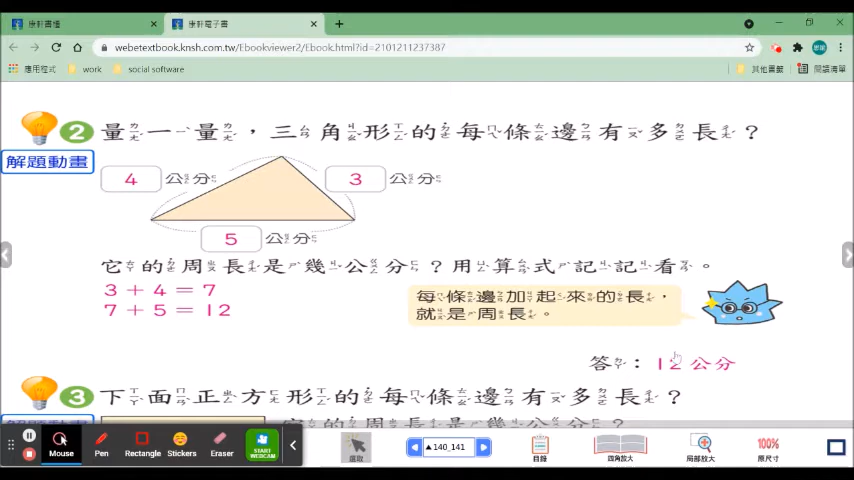 康軒書櫃
康軒電子書
webetextbook.knsh.com.tw/Ebookviewer2/Ebook.html?id=2101211237387
應用程式
work
social software
其他書籤
閱讀清單
2 量一量，三角形的每條邊有多長？
解題動畫
4 公分
3 公分
5 公分
它的周長是幾公分？用算式記記看。
3＋4＝7
7＋5＝12
每條邊加起來的長，
就是周長。
答：12公分
3 下面正方形的每條邊有多長？
解題動畫
它的周長是幾公分？
Mouse
Pen
Rectangle
Stickers
Eraser
START
WEBCAM
選取
▲140_141
目錄
四角放大
局部放大
100%
原尺寸